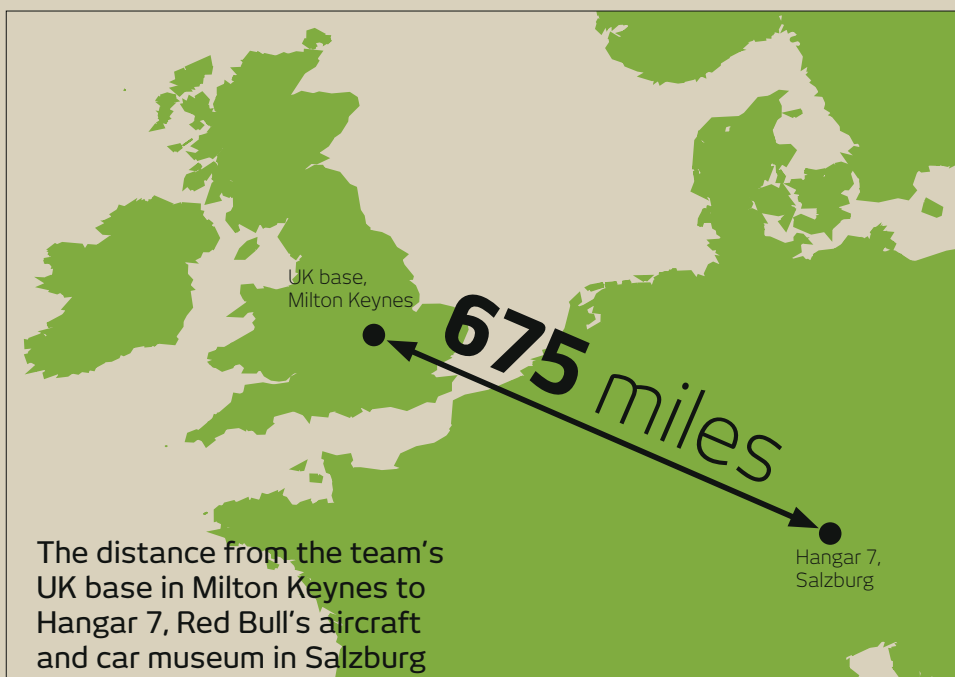 UK base,
Milton Keynes
675 miles
Hangar 7,
Salzburg
The distance from the team's
UK base in Milton Keynes to
Hangar 7, Red Bull's aircraft
and car museum in Salzburg